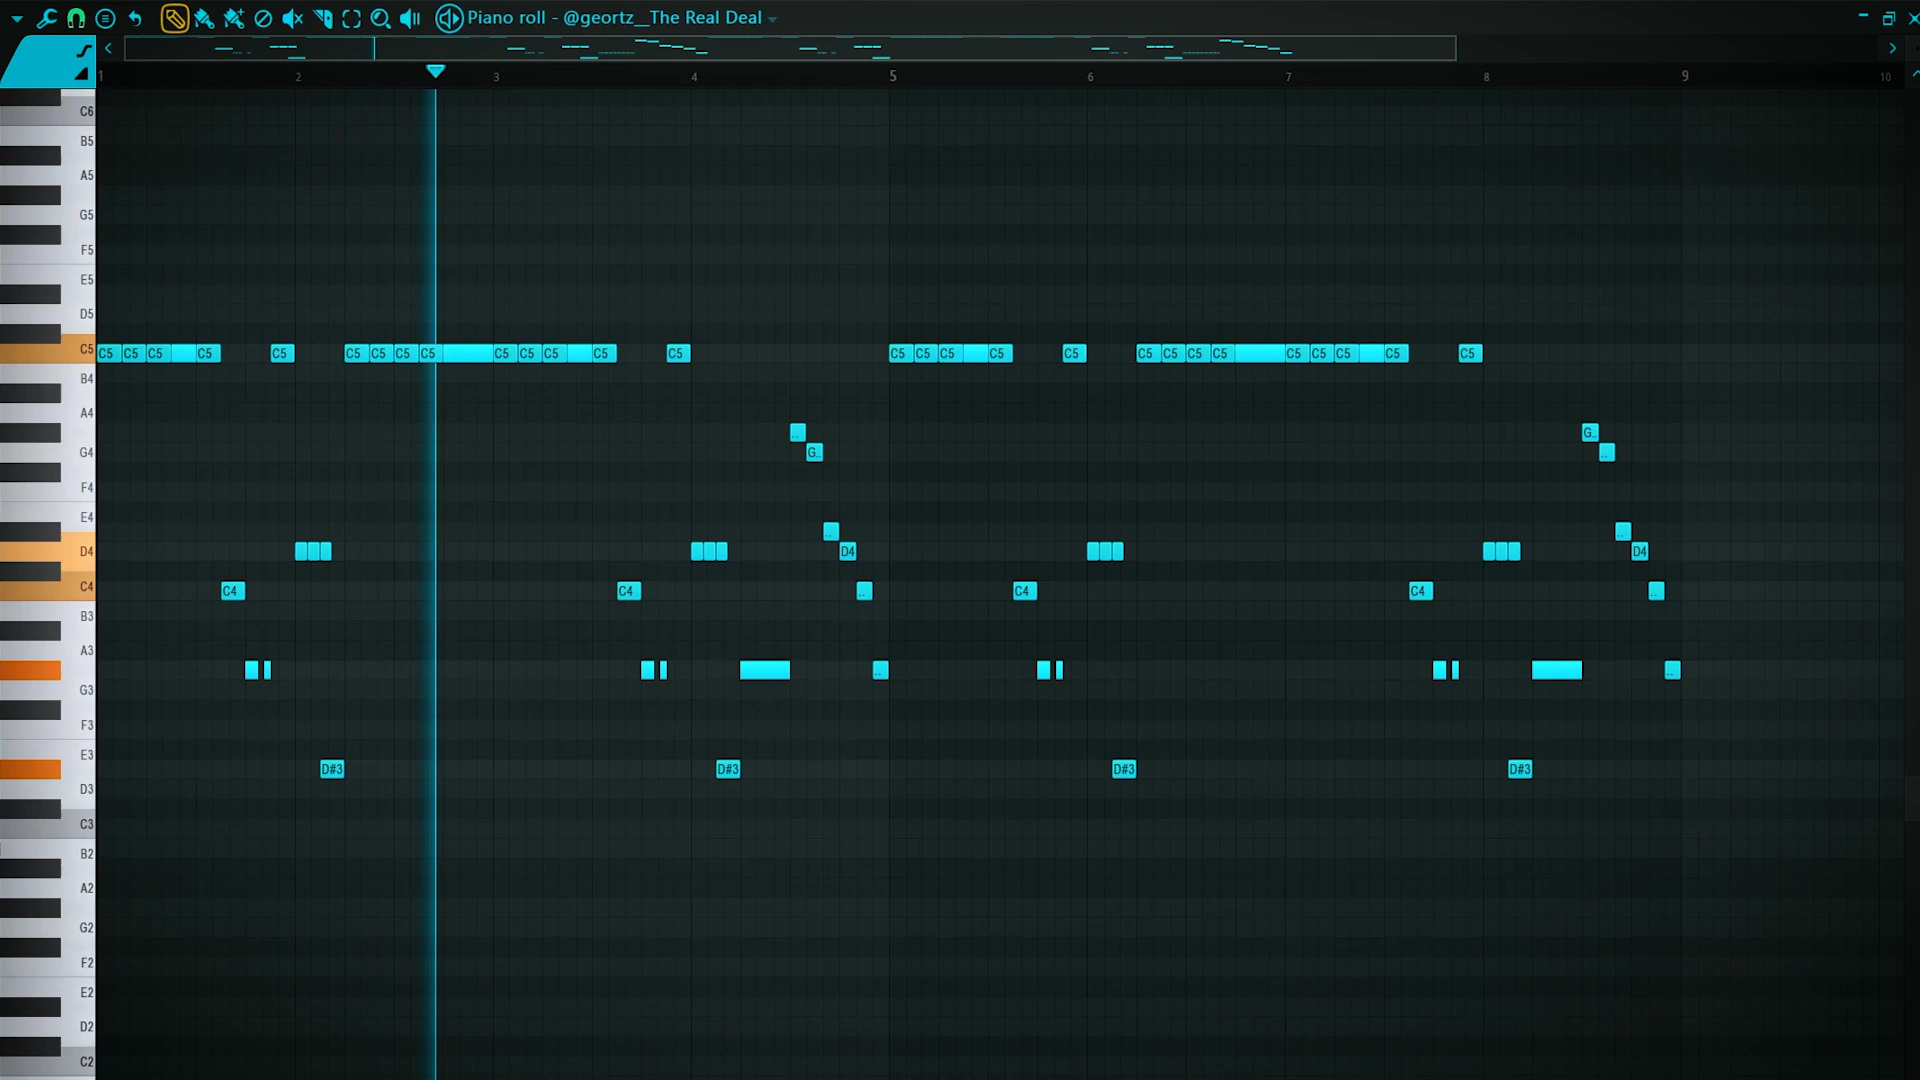 Piano roll - @geortz__The Real Deal
1 2 3 4 5 6 7 8 9 10
C6
B5
A5
G5
F5
E5
D5
C5 C5 C5 C5 C5 C5 C5 C5 C5 C5 C5 C5 C5 C5 C5 C5 C5 C5 C5 C5 C5 C5 C5 C5 C5 C5 C5 C5 C5
B4
A4
G..
G4 G..
F4
E4
D4 D4 D4
C4 C4 C4 C4 C4
B3
A3
G3
F3
E3
D#3 D#3 D#3 D#3
D3
C3
B2
A2
G2
F2
E2
D2
C2